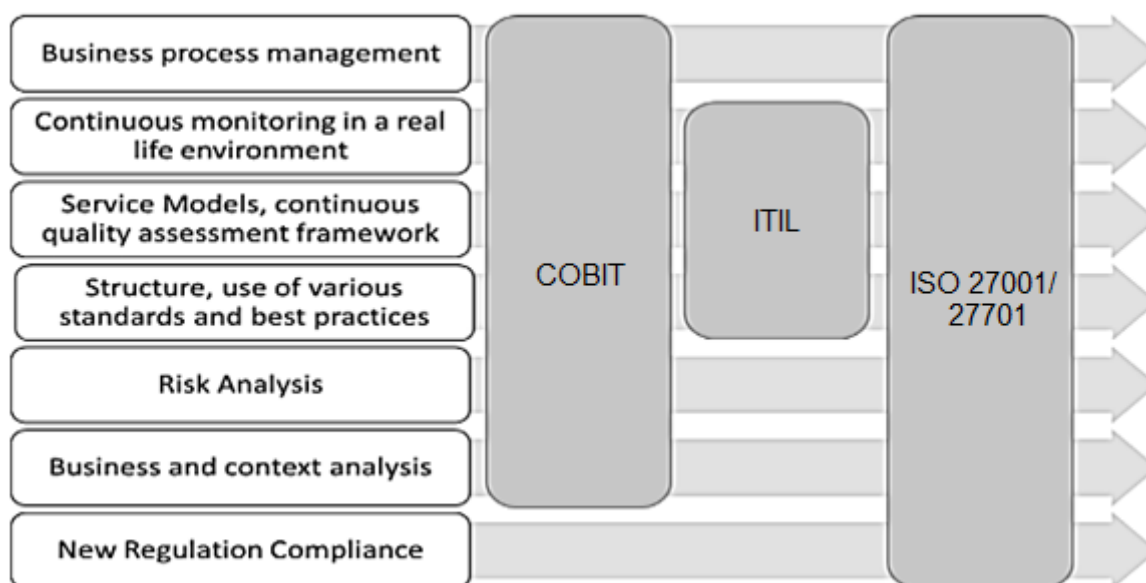 Business process management
Continuous monitoring in a real
life environment
Service Models, continuous
quality assessment framework
Structure, use of various
standards and best practices
Risk Analysis
Business and context analysis
New Regulation Compliance
COBIT
ITIL
ISO 27001/
27701